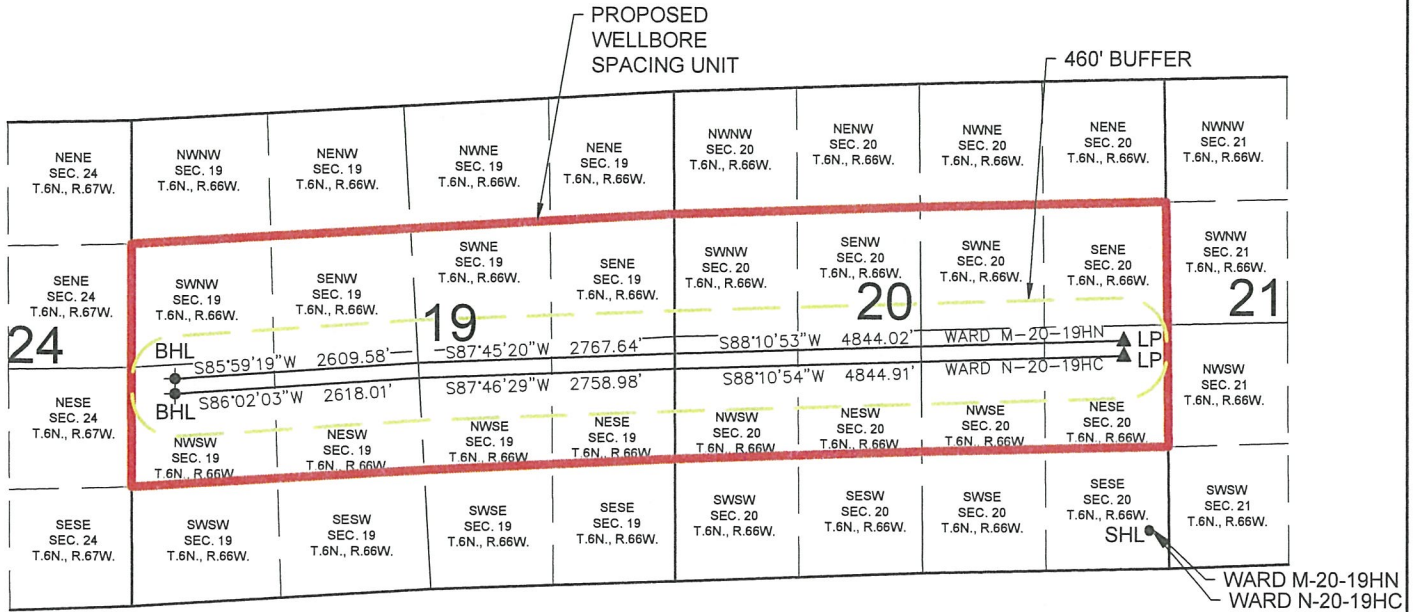 PROPOSED
WELLBORE
SPACING UNIT
460' BUFFER
NENE
SEC. 24
T.6N., R.67W.
NWNW
SEC. 19
T.6N., R.66W.
NENW
SEC. 19
T.6N., R.66W.
NWNE
SEC. 19
T.6N., R.66W.
NENE
SEC. 19
T.6N., R.66W.
NWNW
SEC. 20
T.6N., R.66W.
NENW
SEC. 20
T.6N., R.66W.
NWNE
SEC. 20
T.6N., R.66W.
NENE
SEC. 20
T.6N., R.66W.
NWNW
SEC. 21
T.6N., R.66W.
SENE
SEC. 24
T.6N., R.67W.
SWNW
SEC. 19
T.6N., R.66W.
SENW
SEC. 19
T.6N., R.66W.
SWNE
SEC. 19
T.6N., R.66W.
SENE
SEC. 19
T.6N., R.66W.
SWNW
SEC. 20
T.6N., R.66W.
SENW
SEC. 20
T.6N., R.66W.
SWNE
SEC. 20
T.6N., R.66W.
SENE
SEC. 20
T.6N., R.66W.
SWNW
SEC. 21
T.6N., R.66W.
24
19
20
21
BHL
S85°59'19"W 2609.58' S87°45'20"W 2767.64' S88°10'53"W 4844.02' WARD M-20-19HN LP
S86°02'03"W 2618.01' S87°46'29"W 2758.98' S88°10'54"W 4844.91' WARD N-20-19HC LP
BHL
NESE
SEC. 24
T.6N., R.67W.
NWSW
SEC. 19
T.6N., R.66W
NESW
SEC. 19
T.6N., R.66W
NWSE
SEC. 19
T.6N., R.66W.
NESE
SEC. 19
T.6N., R.66W.
NWSW
SEC. 20
T.6N., R.66W.
NESW
SEC. 20
T.6N., R.66W.
NWSE
SEC. 20
T.6N., R.66W.
NESE
SEC. 20
T.6N., R.66W.
NWSW
SEC. 21
T.6N., R.66W.
SESE
SEC. 24
T.6N., R.67W.
SWSW
SEC. 19
T.6N., R.66W.
SESW
SEC. 19
T.6N., R.66W.
SWSE
SEC. 19
T.6N., R.66W.
SESE
SEC. 19
T.6N., R.66W.
SWSW
SEC. 20
T.6N., R.66W.
SESW
SEC. 20
T.6N., R.66W.
SWSE
SEC. 20
T.6N., R.66W.
SESE
SEC. 20
T.6N., R.66W.
SHL
SWSW
SEC. 21
T.6N., R.66W.
WARD M-20-19HN
WARD N-20-19HC